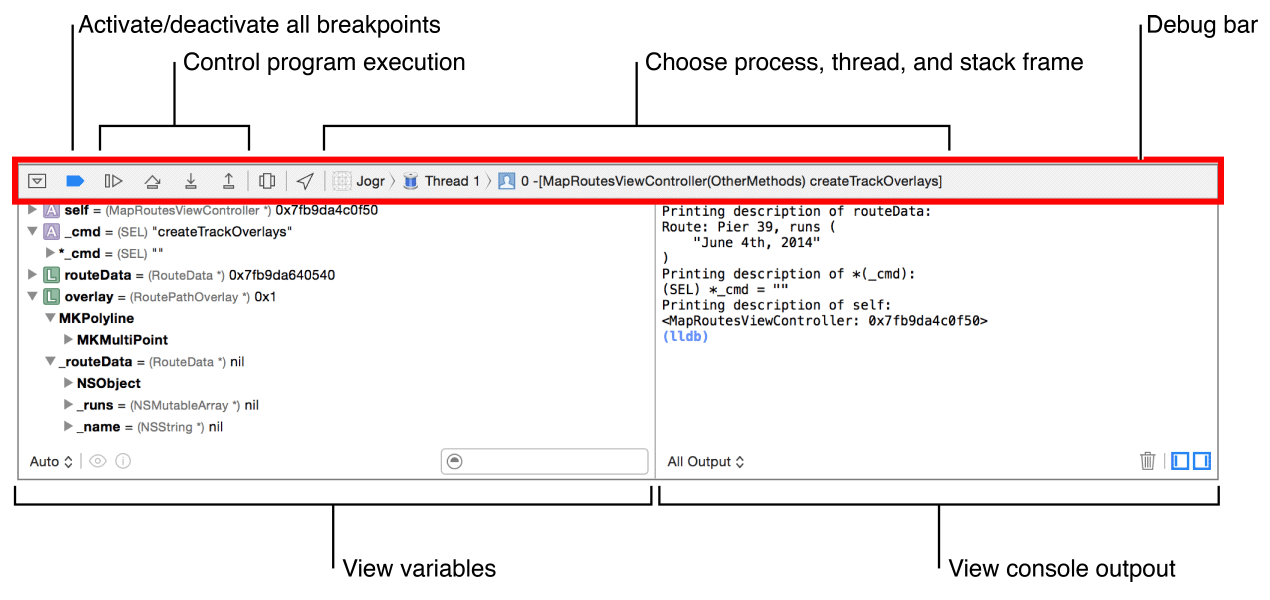 Activate/deactivate all breakpoints
Debug bar
Control program execution
Choose process, thread, and stack frame
Jogr
Thread 1
0 -[MapRoutesViewController(OtherMethods) createTrackOverlays]
A self = (MapRoutesViewController *) 0x7fb9da4c0f50
A _cmd = (SEL) "createTrackOverlays"
*_cmd = (SEL) ""
L routeData = (RouteData *) 0x7fb9da640540
L overlay = (RoutePathOverlay *) 0x1
MKPolyline
MKMultiPoint
_routeData = (RouteData *) nil
NSObject
_runs = (NSMutableArray *) nil
_name = (NSString *) nil
Auto
Printing description of routeData:
Route: Pier 39, runs (
"June 4th, 2014"
)
Printing description of *(_cmd):
(SEL) *_cmd = ""
Printing description of self:
<MapRoutesViewController: 0x7fb9da4c0f50>
(lldb)
All Output
View variables
View console outpout